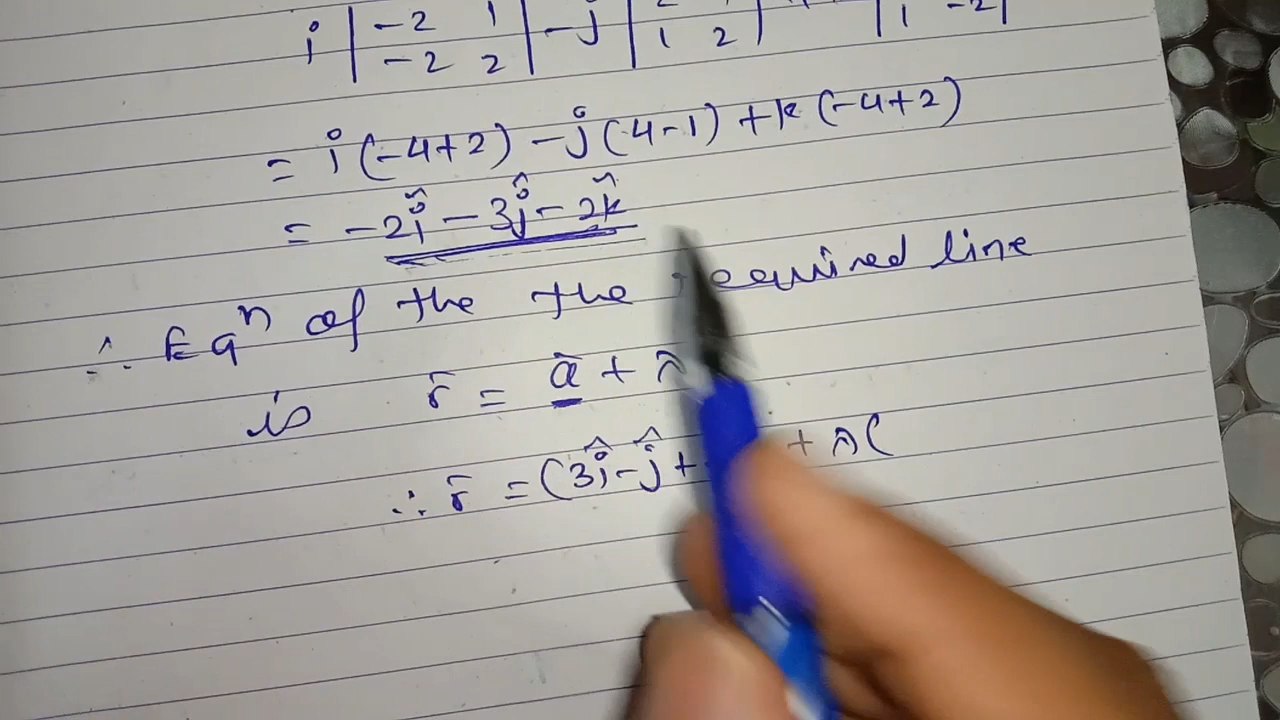 i | -2 1 | - j | 2 | | |
-2 2 1 2 1 -2
= i (-4+2) - j (4-1) + k (-4+2)
= -2î - 3ĵ - 2k̂
∴ Eqⁿ of the the required line
is r̄ = ā + λ
∴ r̄ = (3î - ĵ + + λ(